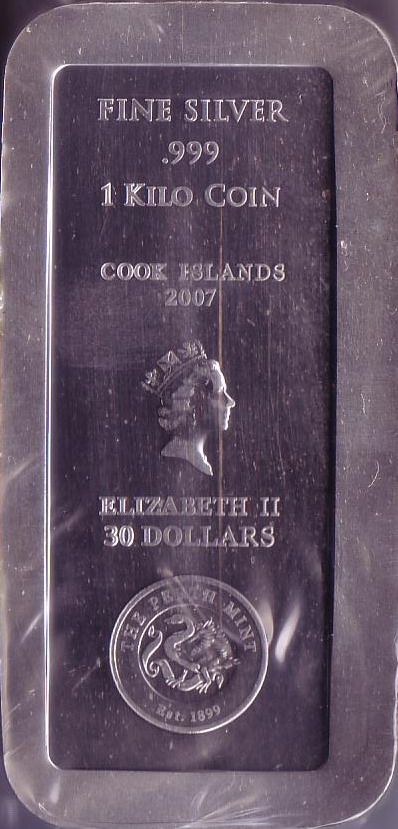 FINE SILVER
.999
1 KILO COIN
COOK ISLANDS
2007
ELIZABETH II
30 DOLLARS
THE PERTH MINT
Est. 1899